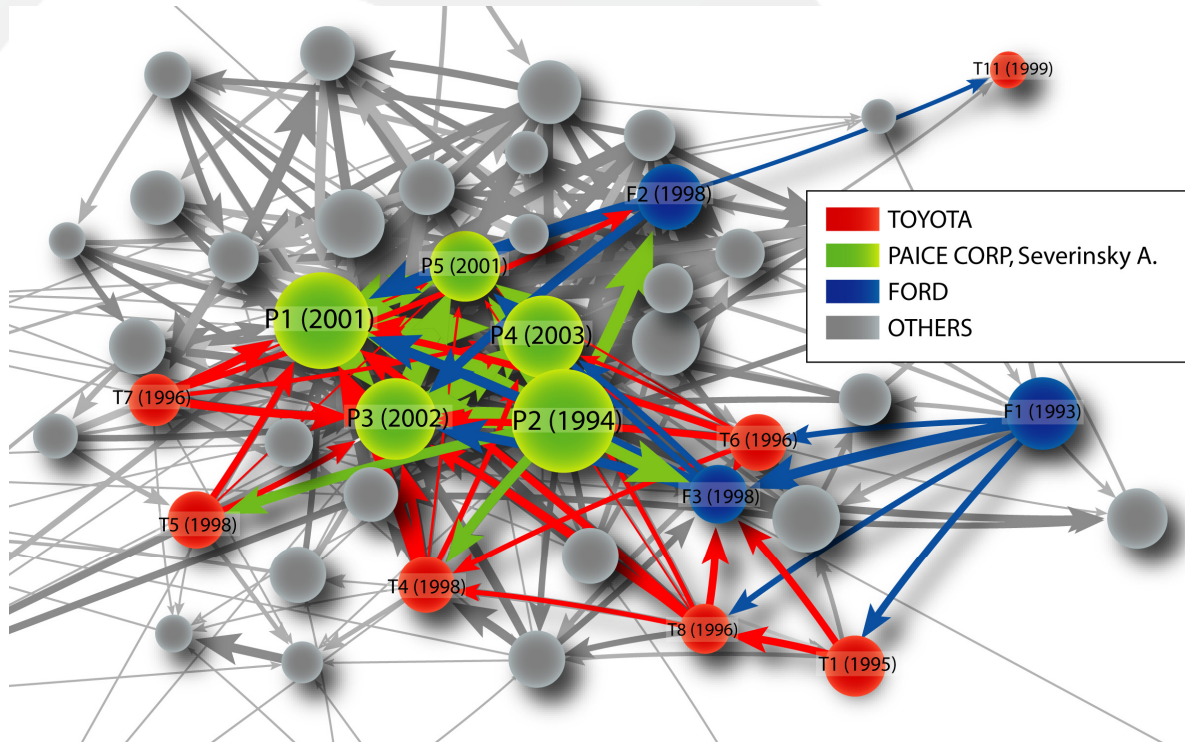 T11 (1999)
F2 (1998)
TOYOTA
PAICE CORP, Severinsky A.
FORD
OTHERS
P5 (2001)
P1 (2001)
P4 (2003)
T7 (1996)
P3 (2002)
P2 (1994)
F1 (1993)
T6 (1996)
F3 (1998)
T5 (1998)
T4 (1998)
T8 (1996)
T1 (1995)